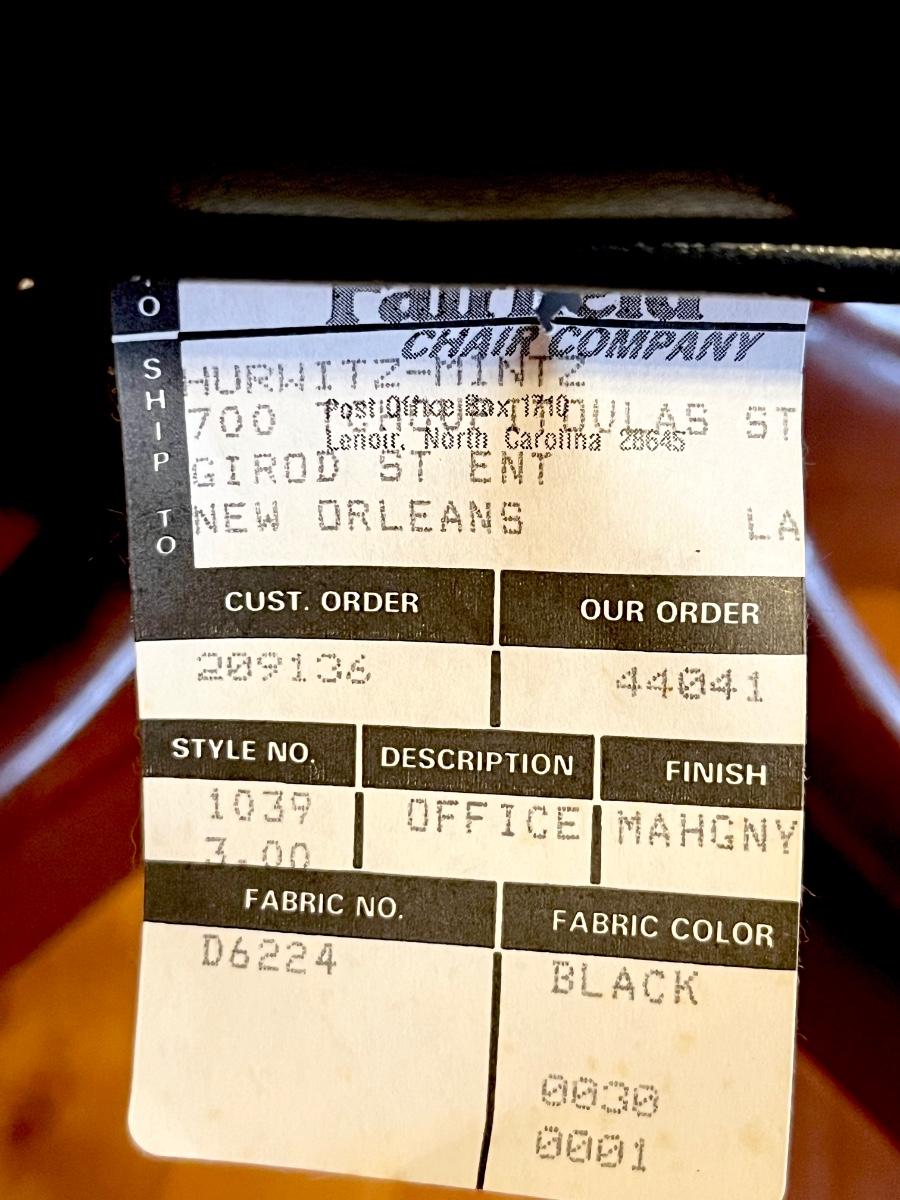 O
Fairfield
CHAIR COMPANY
SHIP TO
HURWITZ-MINTZ
Post Office Box 1710
700 TCHOUPITOULAS ST
Lenoir, North Carolina 28645
GIROD ST ENT
NEW ORLEANS LA
CUST. ORDER OUR ORDER
209136 44041
STYLE NO. DESCRIPTION FINISH
1039 OFFICE MAHGNY
3.00
FABRIC NO. FABRIC COLOR
D6224 BLACK
0030
0001